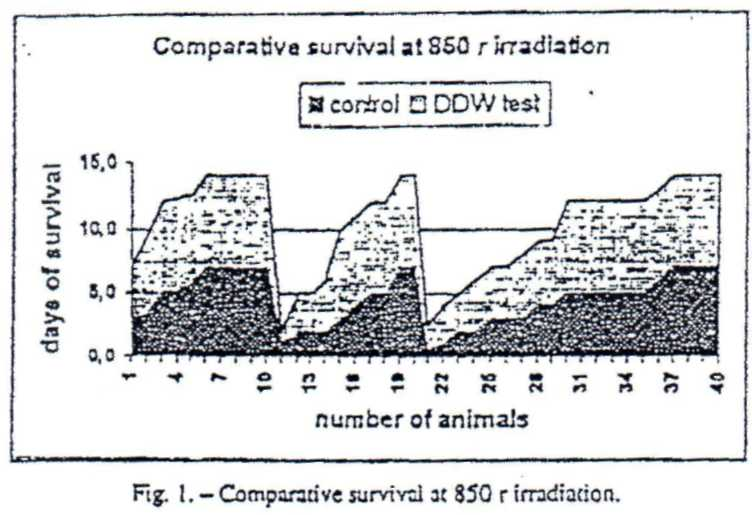 Comparative survival at 850 r irradiation
control DDW test
15,0
10,0
5,0
0,0
days of survival
1 4 7 10 13 16 19 22 25 28 31 34 37 40
number of animals
Fig. 1. – Comparative survival at 850 r irradiation.